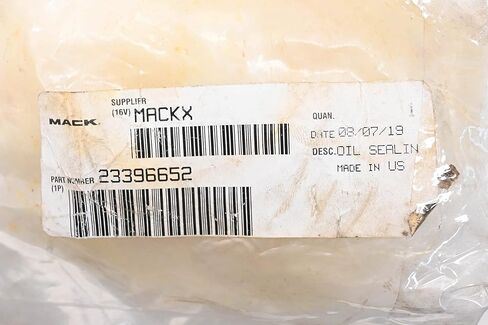 MACK.
SUPPLIER
(16V) MACKX
QUAN. 1
DATE 08/07/19
DESC. OIL SEALIN
MADE IN US
PART NUMBER
(1P) 23396652